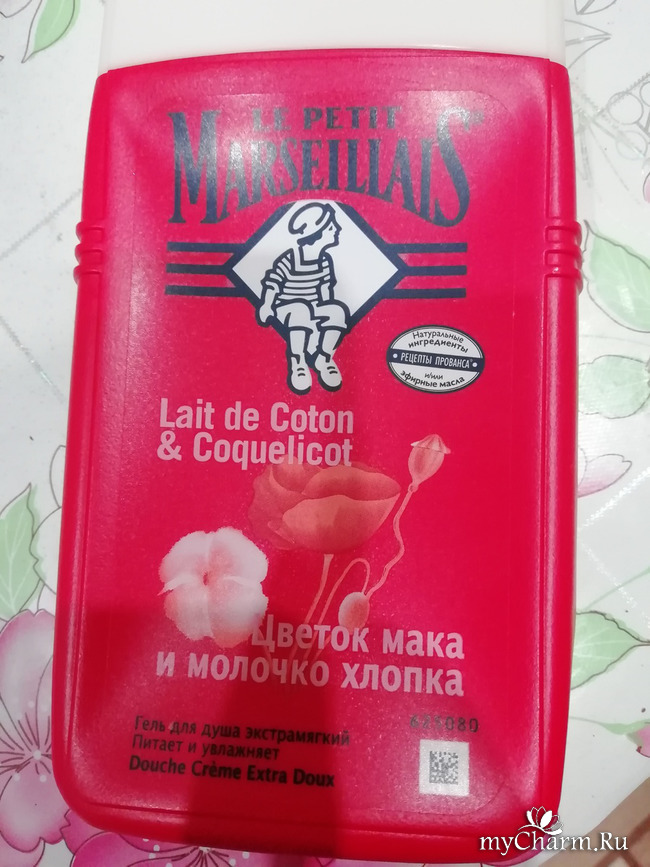 LE PETIT
MARSEILLAIS
Натуральные
ингредиенты
РЕЦЕПТЫ ПРОВАНСА
и/или
эфирные масла
Lait de Coton
& Coquelicot
Цветок мака
и молочко хлопка
Гель для душа экстрамягкий
Питает и увлажняет
Douche Crème Extra Doux
myCharm.Ru